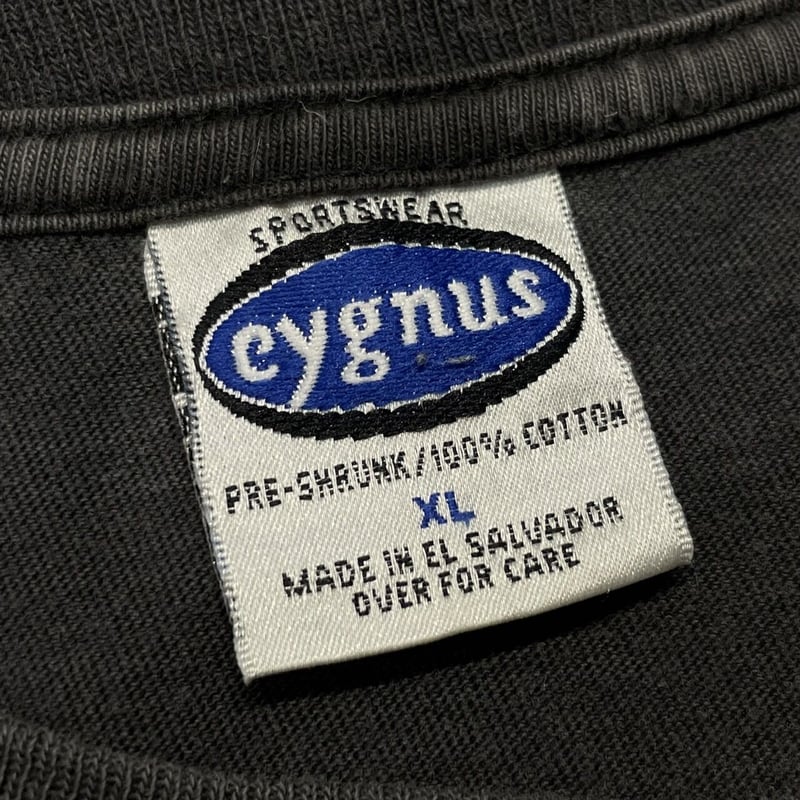 SPORTSWEAR
cygnus
PRE-SHRUNK/100% COTTON
XL
MADE IN EL SALVADOR
OVER FOR CARE